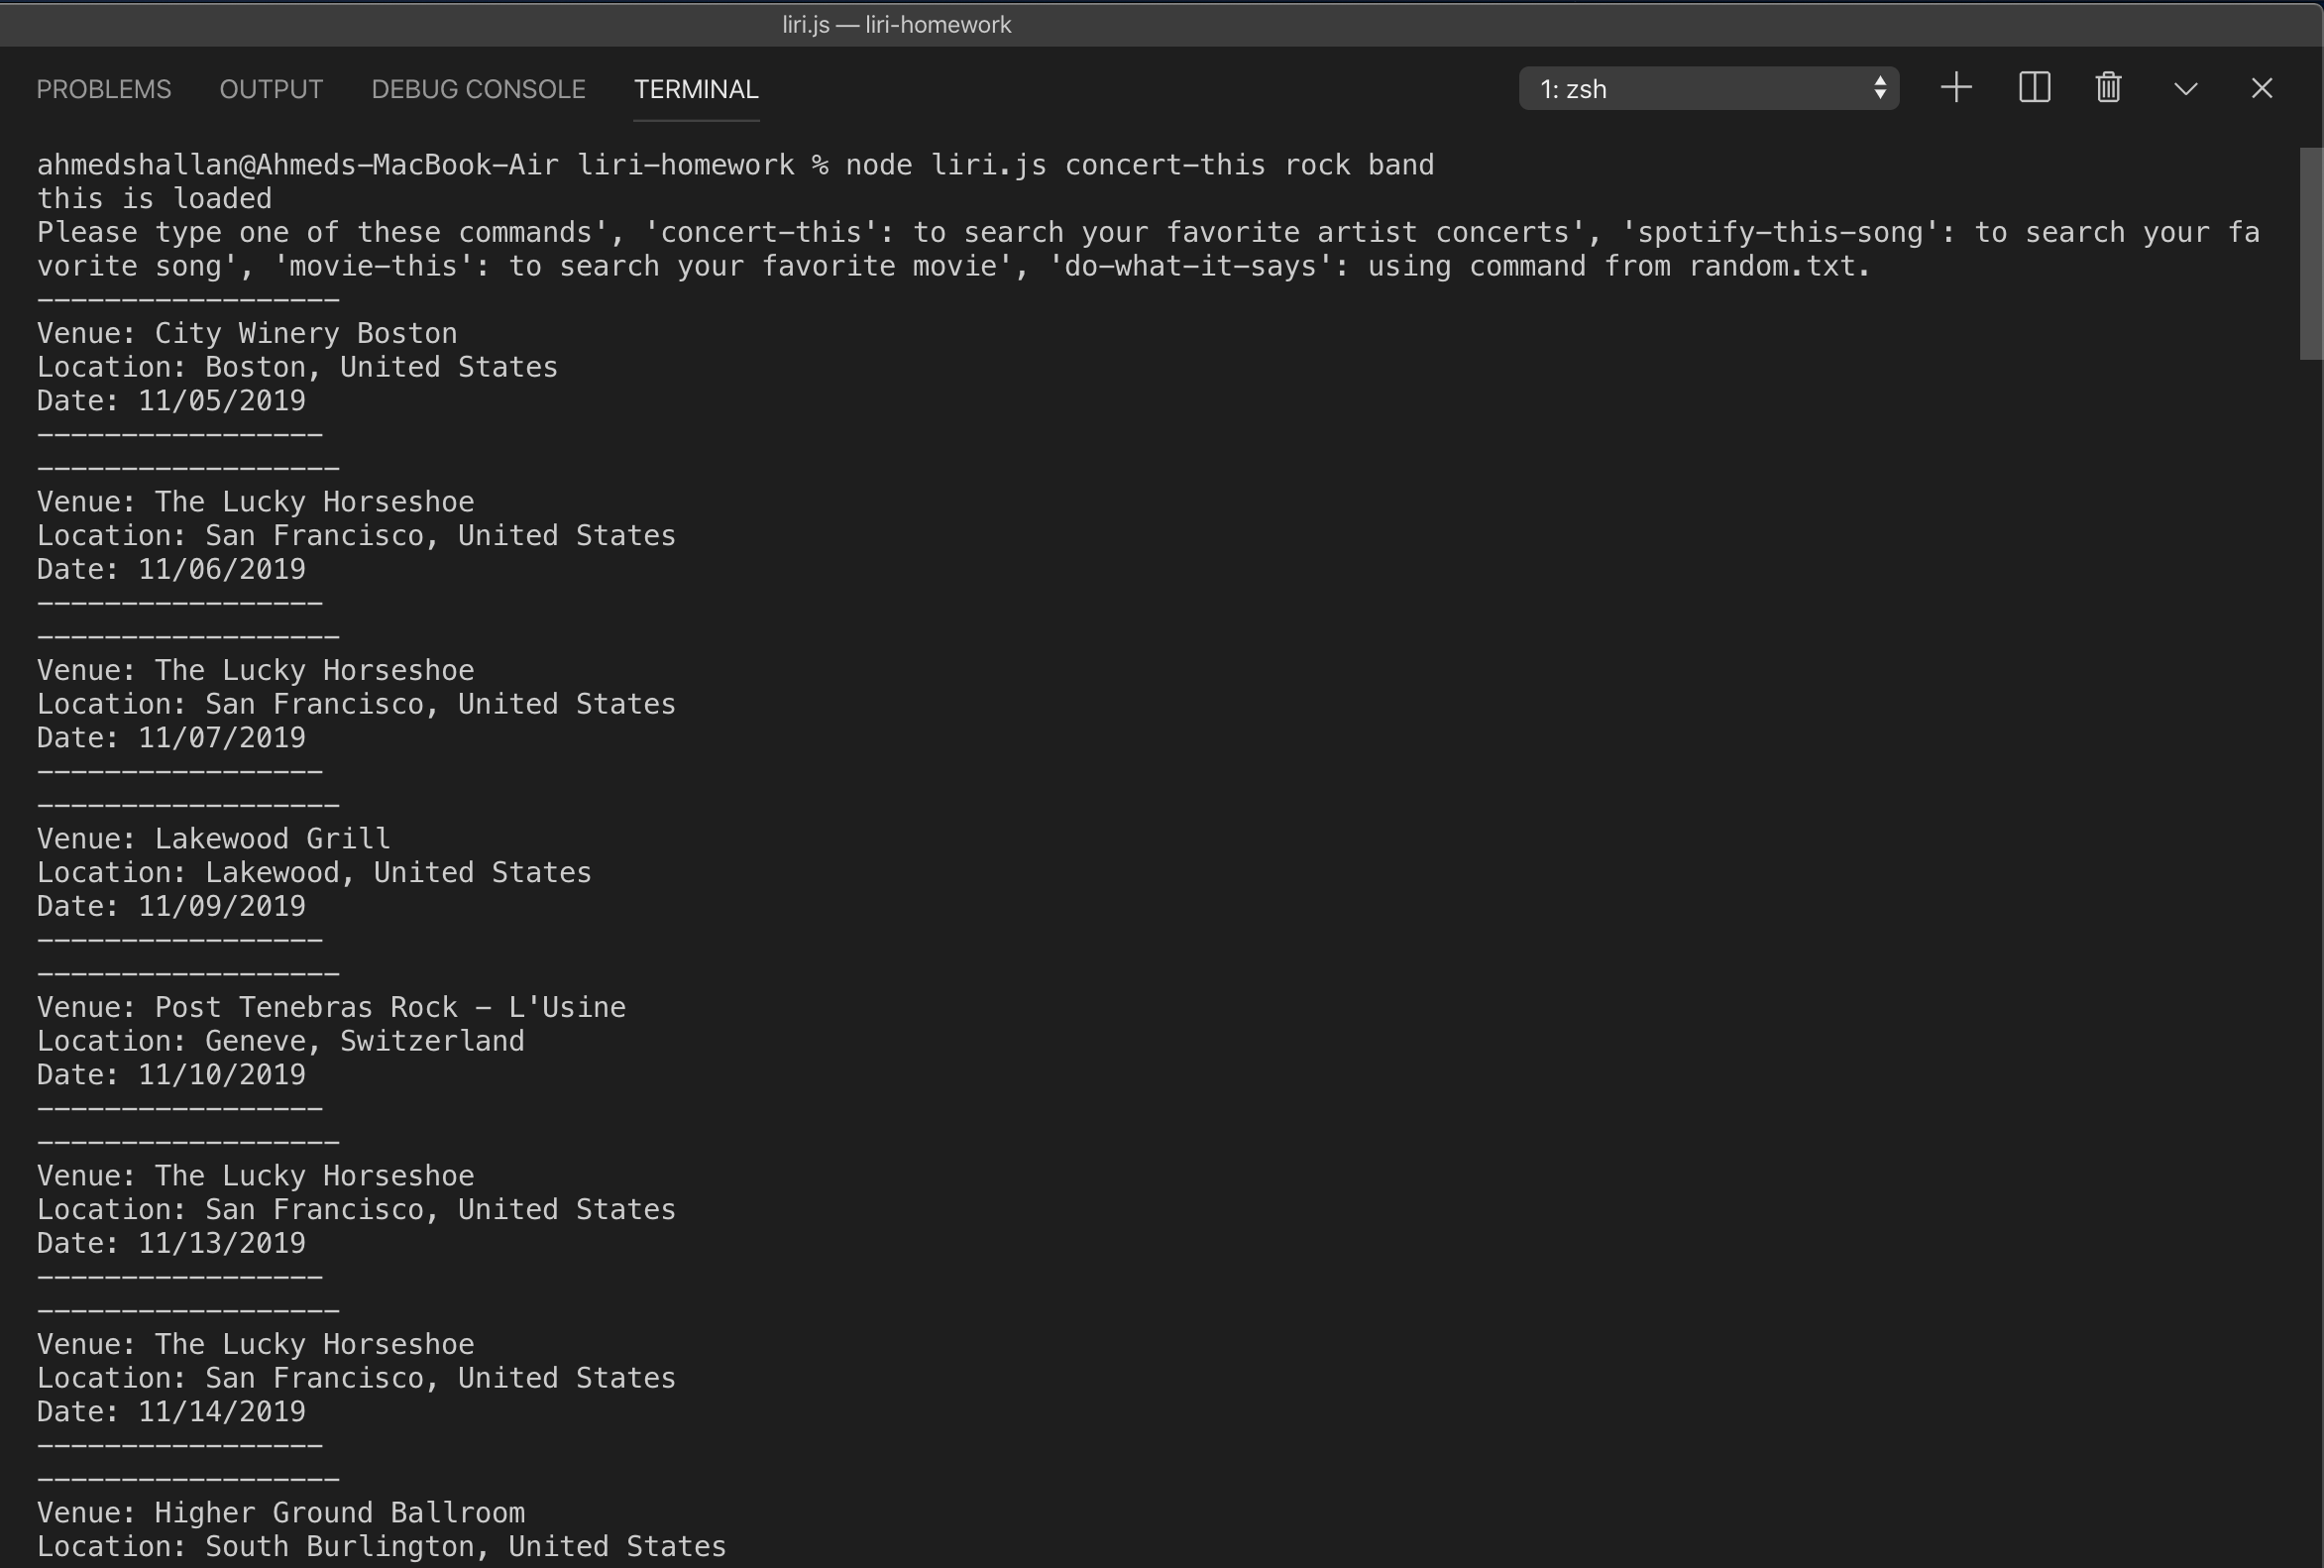 liri.js — liri-homework
PROBLEMS OUTPUT DEBUG CONSOLE TERMINAL 1: zsh
ahmedshallan@Ahmeds-MacBook-Air liri-homework % node liri.js concert-this rock band
this is loaded
Please type one of these commands', 'concert-this': to search your favorite artist concerts', 'spotify-this-song': to search your fa
vorite song', 'movie-this': to search your favorite movie', 'do-what-it-says': using command from random.txt.
------------------
Venue: City Winery Boston
Location: Boston, United States
Date: 11/05/2019
-----------------
------------------
Venue: The Lucky Horseshoe
Location: San Francisco, United States
Date: 11/06/2019
-----------------
------------------
Venue: The Lucky Horseshoe
Location: San Francisco, United States
Date: 11/07/2019
-----------------
------------------
Venue: Lakewood Grill
Location: Lakewood, United States
Date: 11/09/2019
-----------------
------------------
Venue: Post Tenebras Rock - L'Usine
Location: Geneve, Switzerland
Date: 11/10/2019
-----------------
------------------
Venue: The Lucky Horseshoe
Location: San Francisco, United States
Date: 11/13/2019
-----------------
------------------
Venue: The Lucky Horseshoe
Location: San Francisco, United States
Date: 11/14/2019
-----------------
------------------
Venue: Higher Ground Ballroom
Location: South Burlington, United States